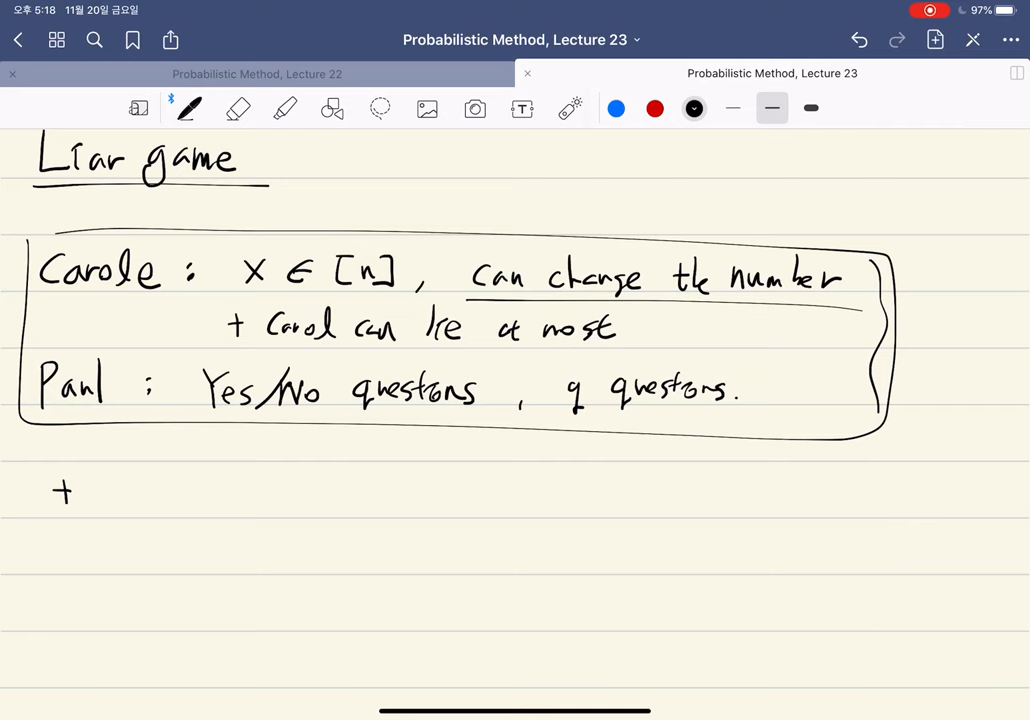 오후 5:18 11월 20일 금요일 97%
Probabilistic Method, Lecture 23
Probabilistic Method, Lecture 22
Probabilistic Method, Lecture 23
Liar game
Carole : x ∈ [n], can change the number
+ Carol can lie at most
Paul : Yes/No questions, q questions.
+